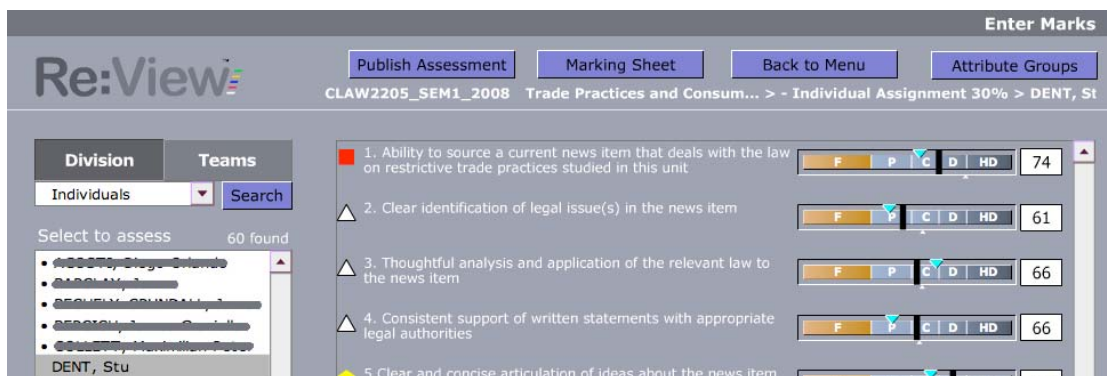 Enter Marks
Re:View
Publish Assessment
Marking Sheet
Back to Menu
Attribute Groups
CLAW2205_SEM1_2008 Trade Practices and Consum... > - Individual Assignment 30% > DENT, St
Division
Teams
Individuals
Search
Select to assess
60 found
DENT, Stu
1. Ability to source a current news item that deals with the law
on restrictive trade practices studied in this unit
F P C D HD 74
2. Clear identification of legal issue(s) in the news item
F P C D HD 61
3. Thoughtful analysis and application of the relevant law to
the news item
F P C D HD 66
4. Consistent support of written statements with appropriate
legal authorities
F P C D HD 66
5 Clear and concise articulation of ideas about the news item